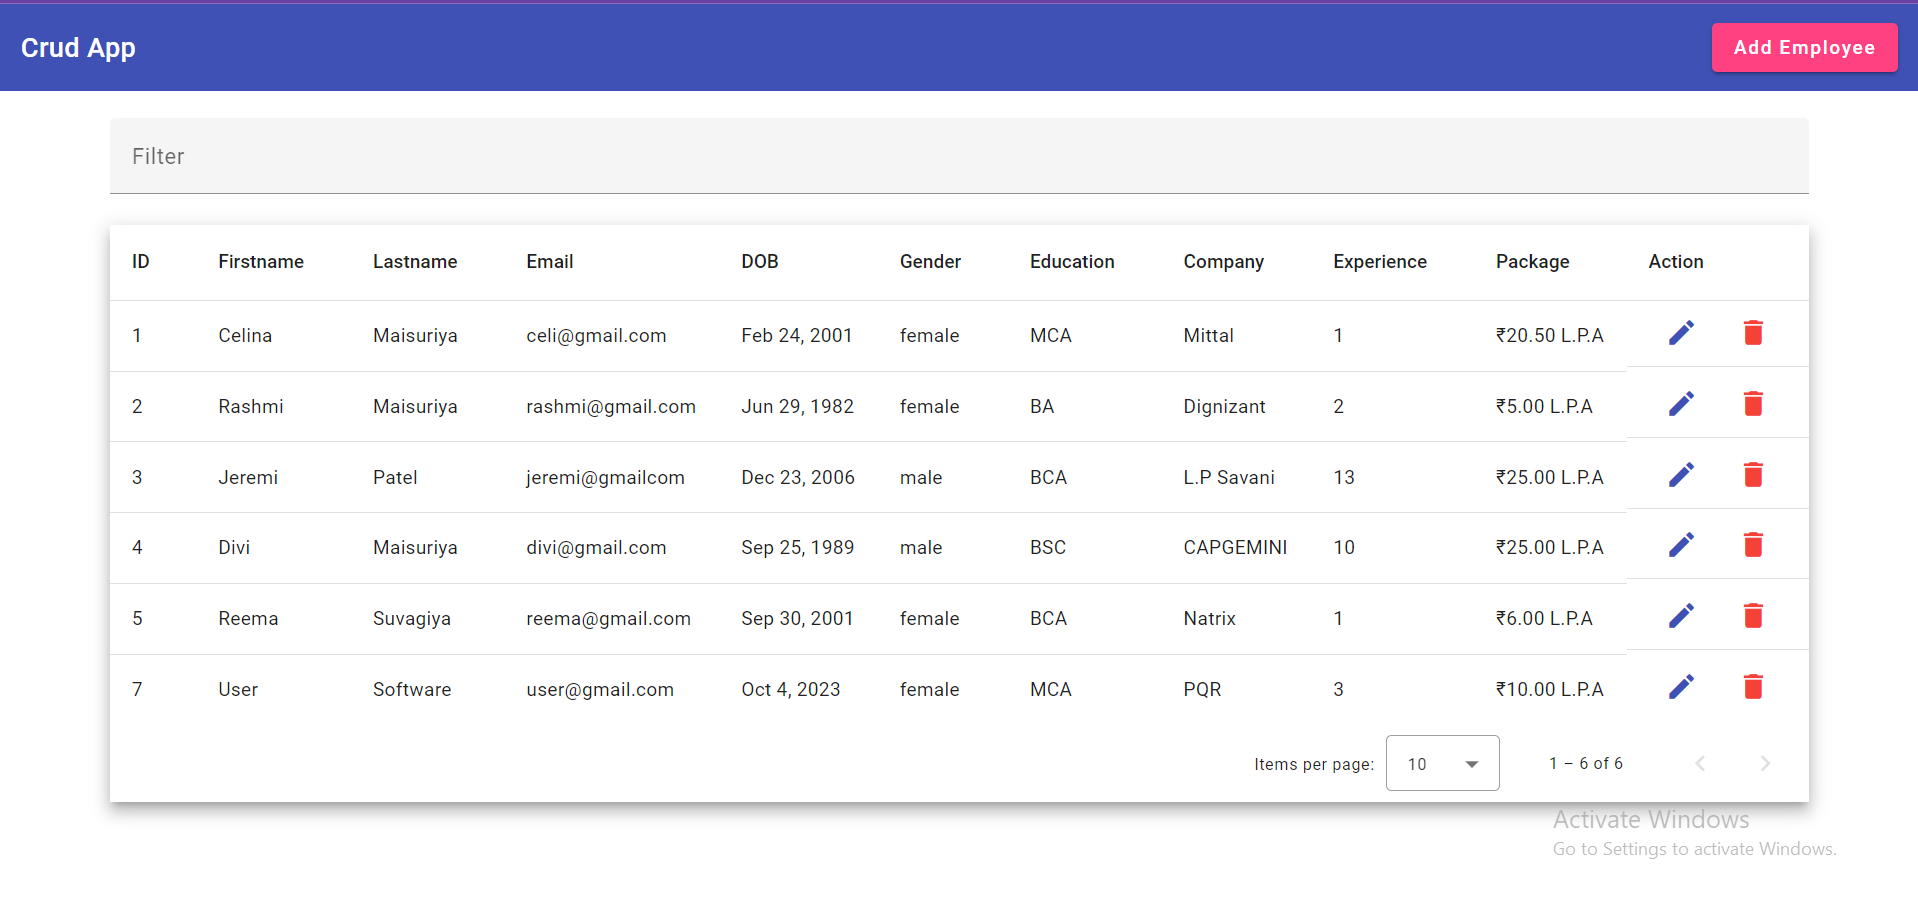 Crud App Add Employee
Filter
ID Firstname Lastname Email DOB Gender Education Company Experience Package Action
1 Celina Maisuriya celi@gmail.com Feb 24, 2001 female MCA Mittal 1 ₹20.50 L.P.A
2 Rashmi Maisuriya rashmi@gmail.com Jun 29, 1982 female BA Dignizant 2 ₹5.00 L.P.A
3 Jeremi Patel jeremi@gmailcom Dec 23, 2006 male BCA L.P Savani 13 ₹25.00 L.P.A
4 Divi Maisuriya divi@gmail.com Sep 25, 1989 male BSC CAPGEMINI 10 ₹25.00 L.P.A
5 Reema Suvagiya reema@gmail.com Sep 30, 2001 female BCA Natrix 1 ₹6.00 L.P.A
7 User Software user@gmail.com Oct 4, 2023 female MCA PQR 3 ₹10.00 L.P.A
Items per page: 10 1 – 6 of 6
Activate Windows
Go to Settings to activate Windows.